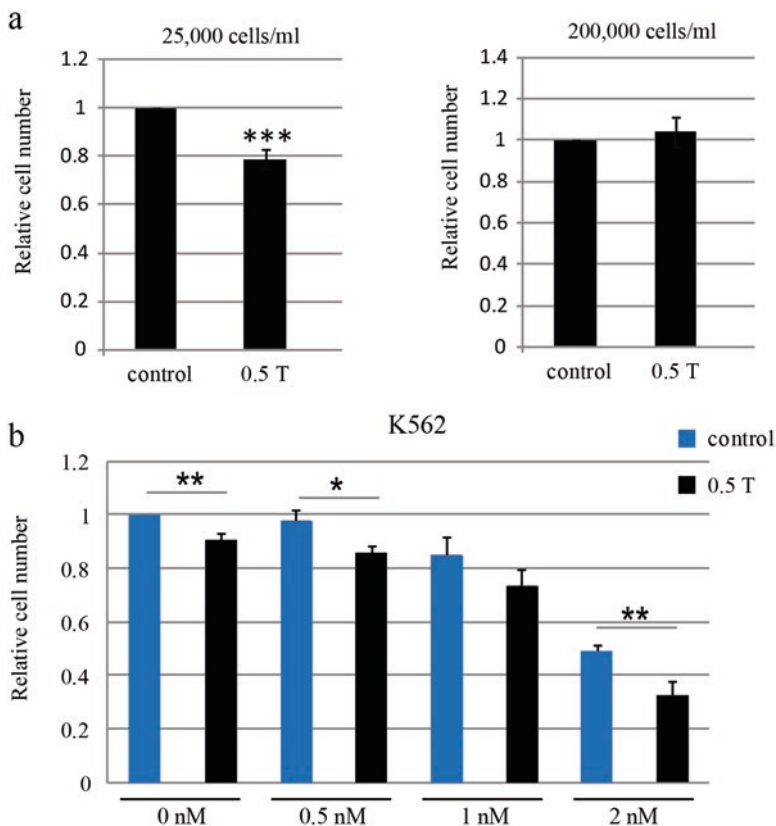 a
25,000 cells/ml
1.2
1
0.8
0.6
0.4
0.2
0
Relative cell number
***
control 0.5 T
200,000 cells/ml
1.4
1.2
1
0.8
0.6
0.4
0.2
0
Relative cell number
control 0.5 T
b
K562
control
0.5 T
1.2
1
0.8
0.6
0.4
0.2
0
Relative cell number
**
*
**
0 nM 0.5 nM 1 nM 2 nM